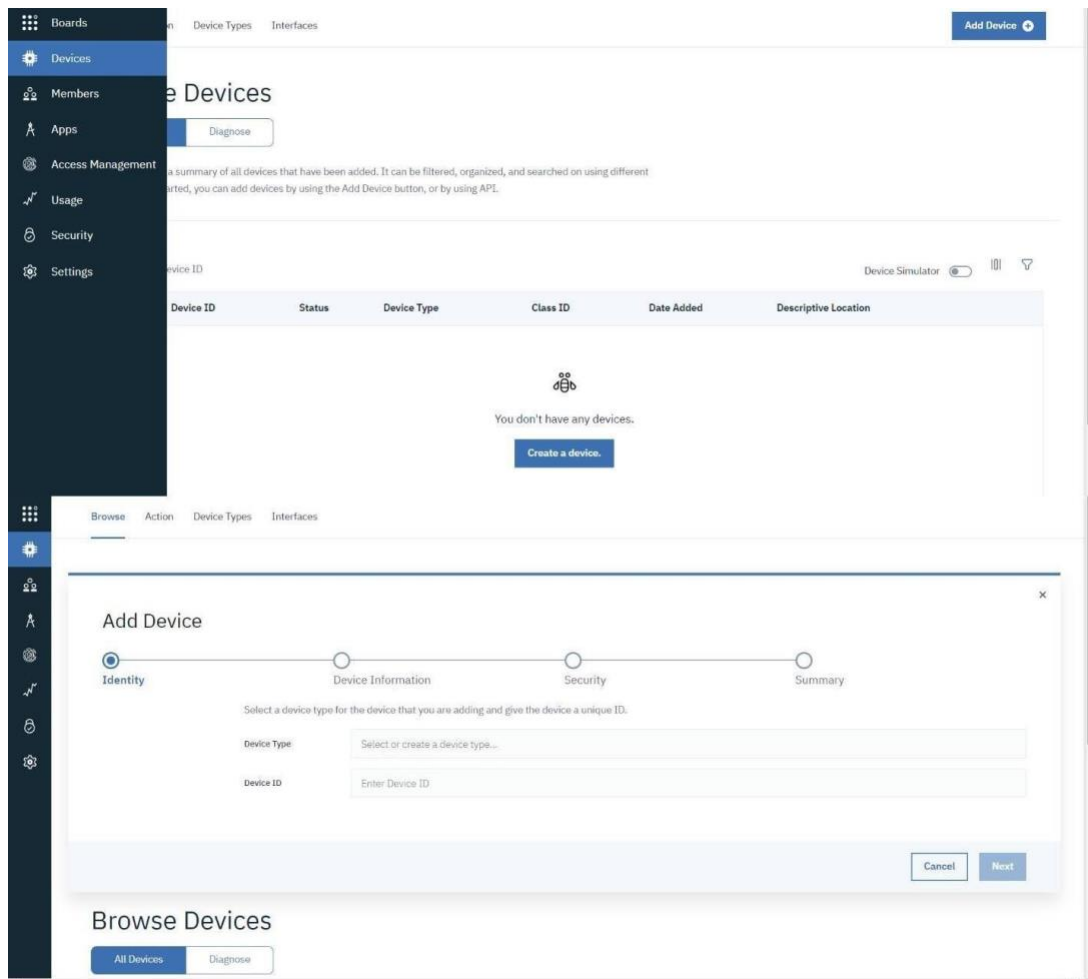 Boards
n Device Types Interfaces
Add Device
Devices
Members
e Devices
Apps
Diagnose
Access Management
a summary of all devices that have been added. It can be filtered, organized, and searched on using different
arted, you can add devices by using the Add Device button, or by using API.
Usage
Security
Settings
evice ID
Device Simulator
Device ID Status Device Type Class ID Date Added Descriptive Location
You don't have any devices.
Create a device.
Browse Action Device Types Interfaces
Add Device
Identity Device Information Security Summary
Select a device type for the device that you are adding and give the device a unique ID.
Device Type Select or create a device type...
Device ID Enter Device ID
Cancel Next
Browse Devices
All Devices Diagnose